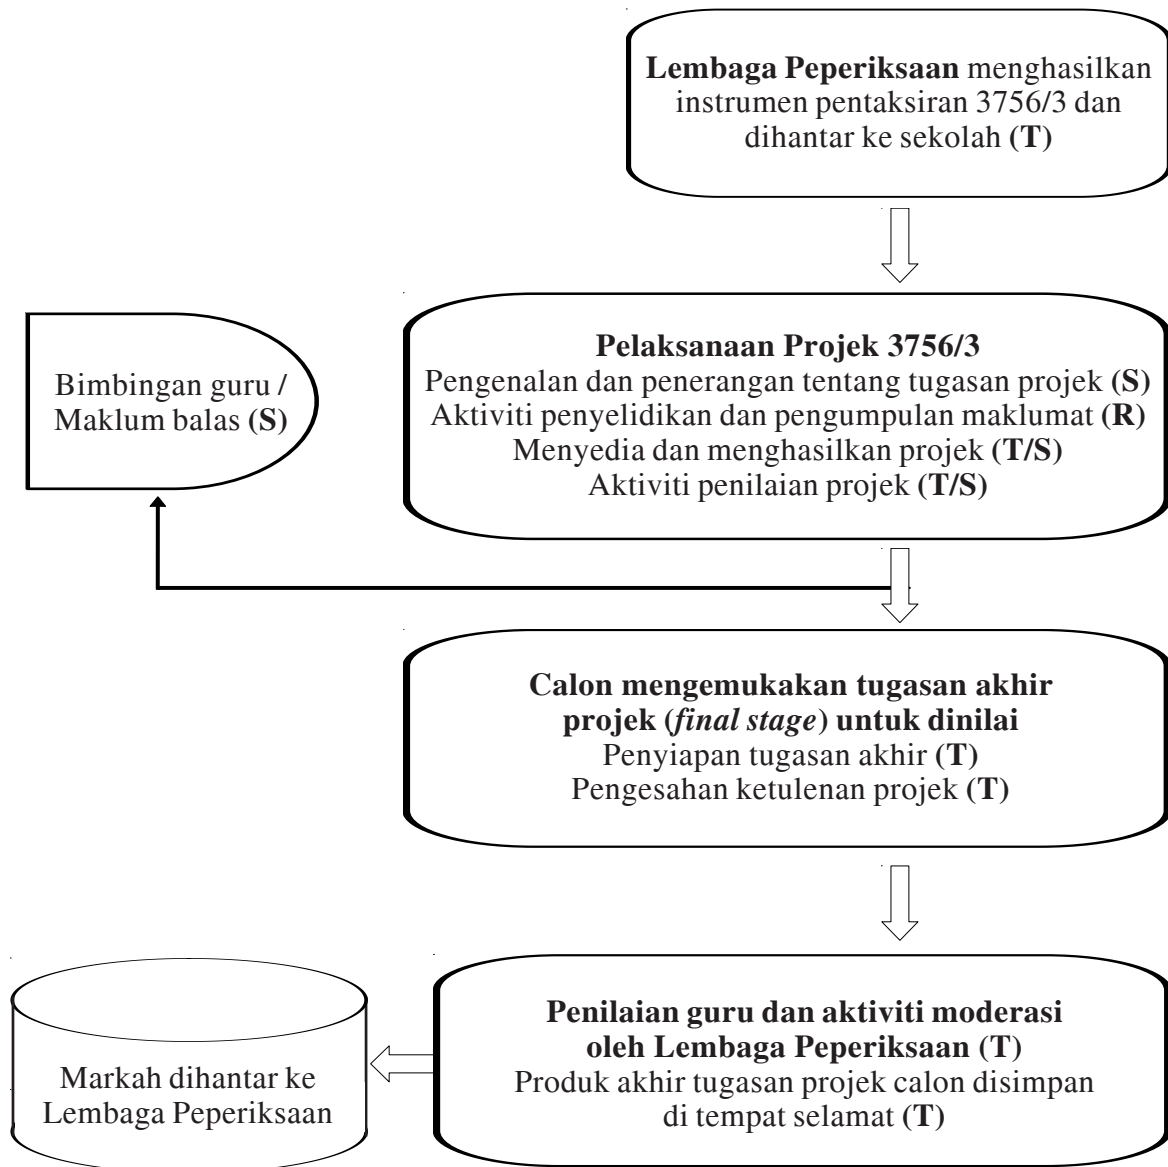 Lembaga Peperiksaan menghasilkan
instrumen pentaksiran 3756/3 dan
dihantar ke sekolah (T)
Bimbingan guru /
Maklum balas (S)
Pelaksanaan Projek 3756/3
Pengenalan dan penerangan tentang tugasan projek (S)
Aktiviti penyelidikan dan pengumpulan maklumat (R)
Menyedia dan menghasilkan projek (T/S)
Aktiviti penilaian projek (T/S)
Calon mengemukakan tugasan akhir
projek (final stage) untuk dinilai
Penyiapan tugasan akhir (T)
Pengesahan ketulenan projek (T)
Penilaian guru dan aktiviti moderasi
oleh Lembaga Peperiksaan (T)
Produk akhir tugasan projek calon disimpan
di tempat selamat (T)
Markah dihantar ke
Lembaga Peperiksaan